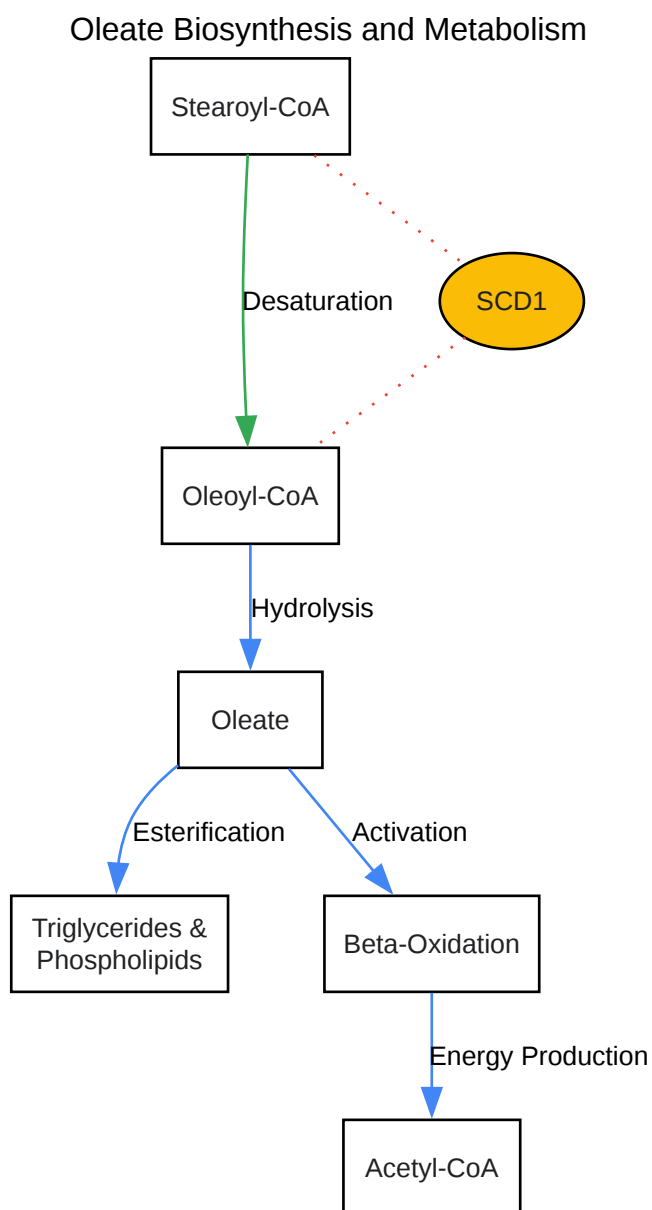 Oleate Biosynthesis and Metabolism
Stearoyl-CoA
Desaturation
SCD1
Oleoyl-CoA
Hydrolysis
Oleate
Esterification
Activation
Triglycerides &
Phospholipids
Beta-Oxidation
Energy Production
Acetyl-CoA